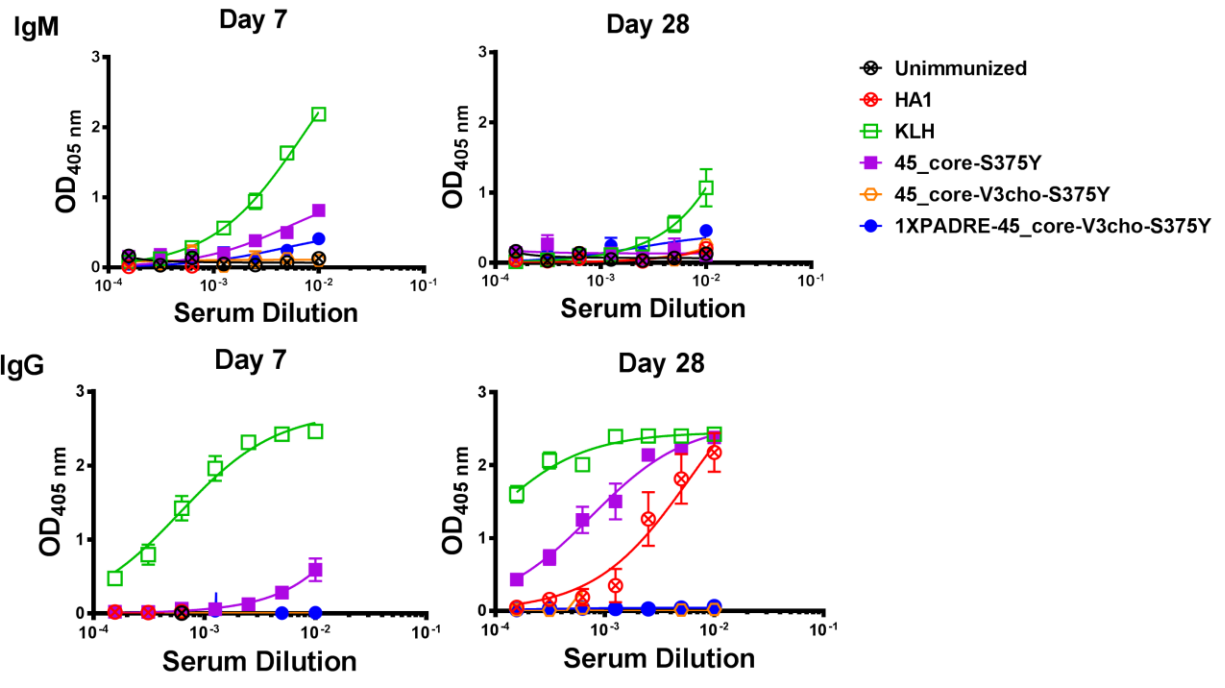 IgM
Day 7
Day 28
OD405 nm
3
2
1
0
10-4
10-3
10-2
10-1
Serum Dilution
OD405 nm
3
2
1
0
10-4
10-3
10-2
10-1
Serum Dilution
Unimmunized
HA1
KLH
45_core-S375Y
45_core-V3cho-S375Y
1XPADRE-45_core-V3cho-S375Y
IgG
Day 7
Day 28
OD405 nm
3
2
1
0
10-4
10-3
10-2
10-1
Serum Dilution
OD405 nm
3
2
1
0
10-4
10-3
10-2
10-1
Serum Dilution